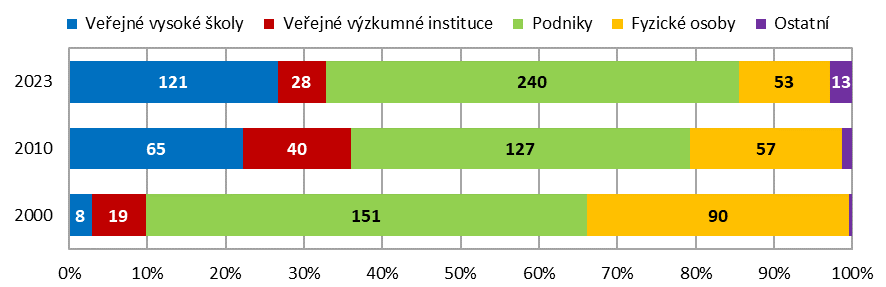 Veřejné vysoké školy Veřejné výzkumné instituce Podniky Fyzické osoby Ostatní
2023 121 28 240 53 13
2010 65 40 127 57
2000 8 19 151 90
0% 10% 20% 30% 40% 50% 60% 70% 80% 90% 100%